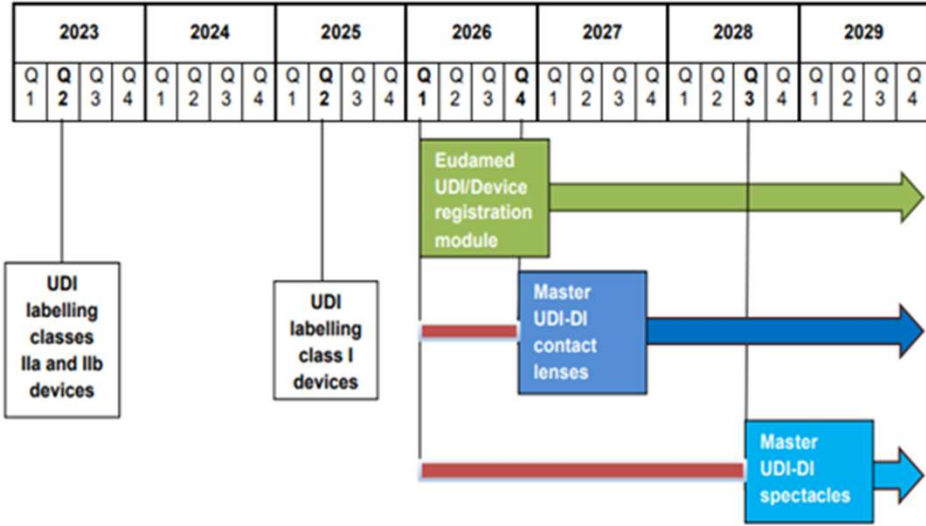 2023 2024 2025 2026 2027 2028 2029
Q Q Q Q Q Q Q Q Q Q Q Q Q Q Q Q Q Q Q Q Q Q Q Q Q Q Q Q
1 2 3 4 1 2 3 4 1 2 3 4 1 2 3 4 1 2 3 4 1 2 3 4 1 2 3 4
Eudamed
UDI/Device
registration
module
UDI
labelling
classes
IIa and IIb
devices
UDI
labelling
class I
devices
Master
UDI-DI
contact
lenses
Master
UDI-DI
spectacles